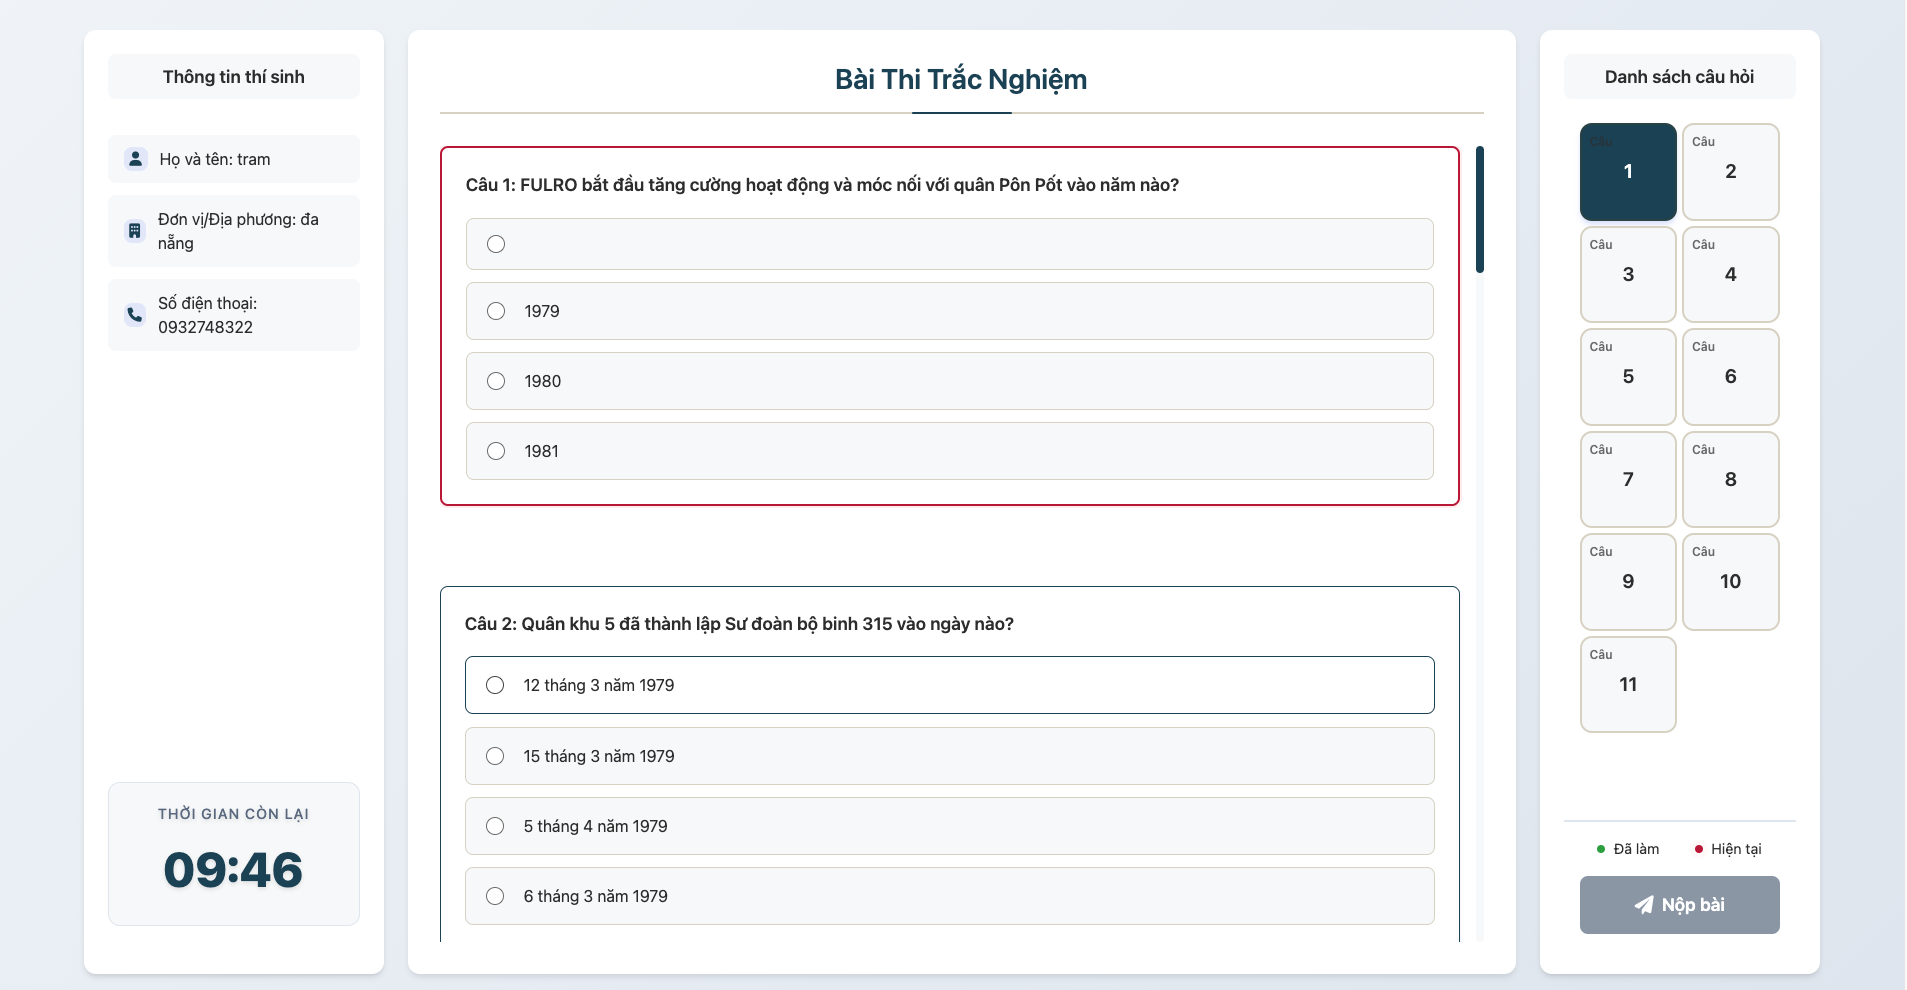 Thông tin thí sinh
Họ và tên: tram
Đơn vị/Địa phương: đa
nẵng
Số điện thoại:
0932748322
THỜI GIAN CÒN LẠI
09:46
Bài Thi Trắc Nghiệm
Câu 1: FULRO bắt đầu tăng cường hoạt động và móc nối với quân Pôn Pốt vào năm nào?
1979
1980
1981
Câu 2: Quân khu 5 đã thành lập Sư đoàn bộ binh 315 vào ngày nào?
12 tháng 3 năm 1979
15 tháng 3 năm 1979
5 tháng 4 năm 1979
6 tháng 3 năm 1979
Danh sách câu hỏi
Câu
1
Câu
2
Câu
3
Câu
4
Câu
5
Câu
6
Câu
7
Câu
8
Câu
9
Câu
10
Câu
11
Đã làm
Hiện tại
Nộp bài